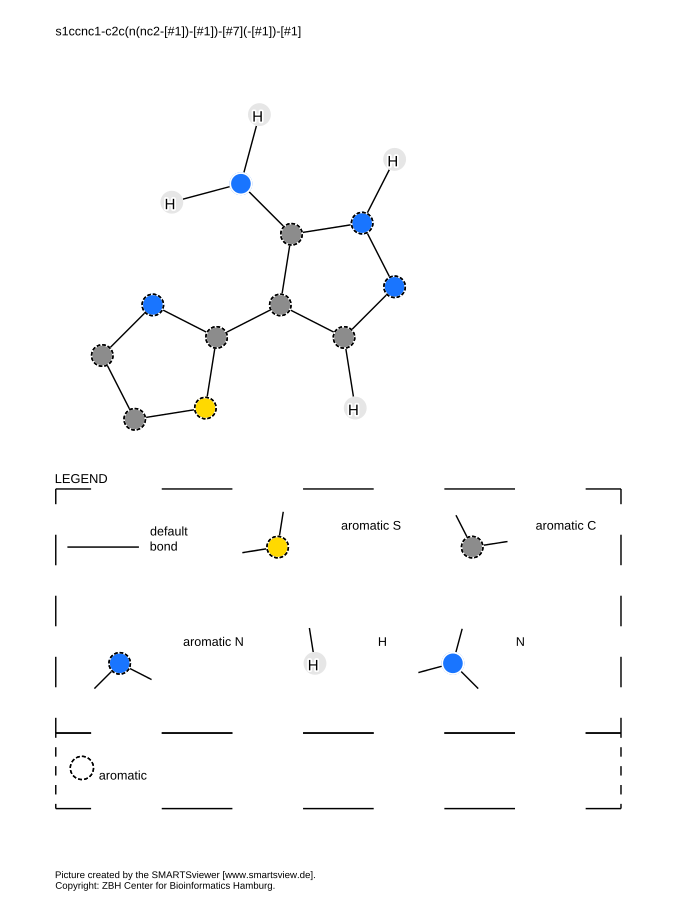 s1ccnc1-c2c(n(nc2-[#1])-[#1])-[#7](-[#1])-[#1]
H
H
H
H
LEGEND
default
bond
aromatic S
aromatic C
aromatic N
H
H
N
aromatic
Picture created by the SMARTSviewer [www.smartsview.de].
Copyright: ZBH Center for Bioinformatics Hamburg.